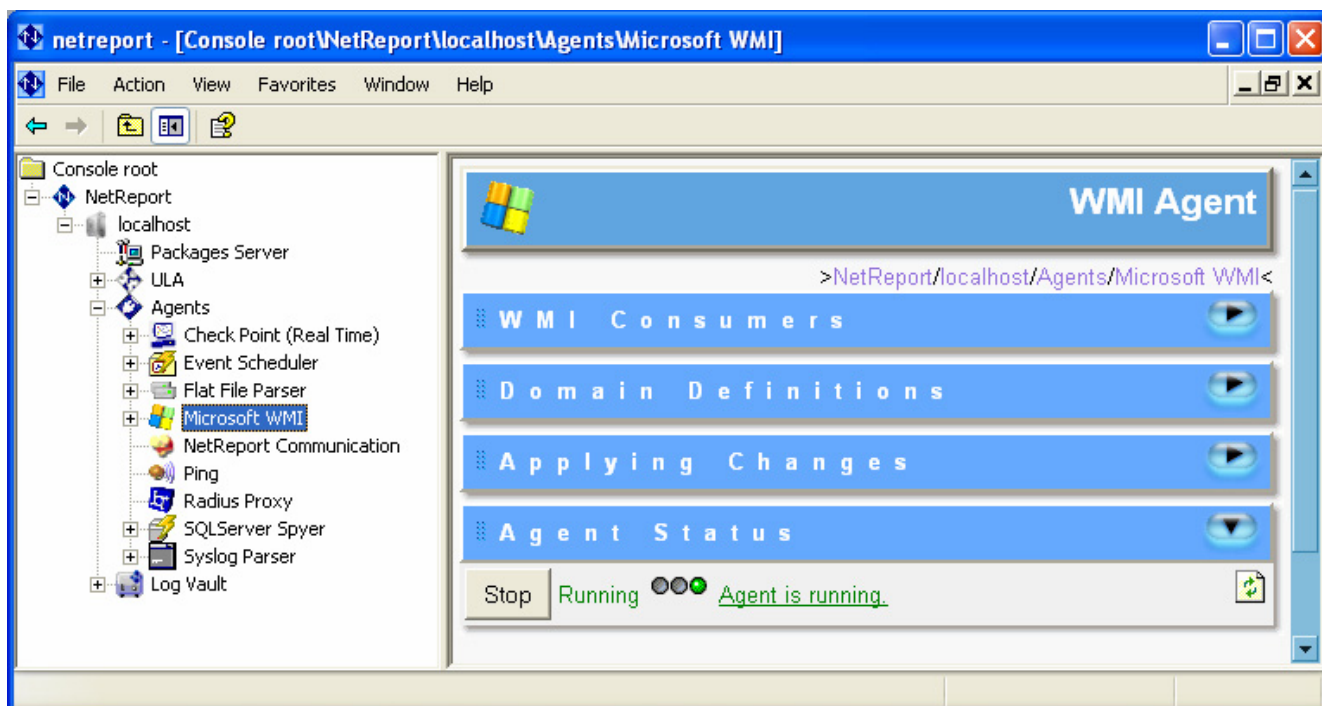 netreport - [Console root\NetReport\localhost\Agents\Microsoft WMI]
File Action View Favorites Window Help
Console root
NetReport
localhost
Packages Server
ULA
Agents
Check Point (Real Time)
Event Scheduler
Flat File Parser
Microsoft WMI
NetReport Communication
Ping
Radius Proxy
SQLServer Spyer
Syslog Parser
Log Vault
WMI Agent
>NetReport/localhost/Agents/Microsoft WMI<
WMI Consumers
Domain Definitions
Applying Changes
Agent Status
Stop Running Agent is running.